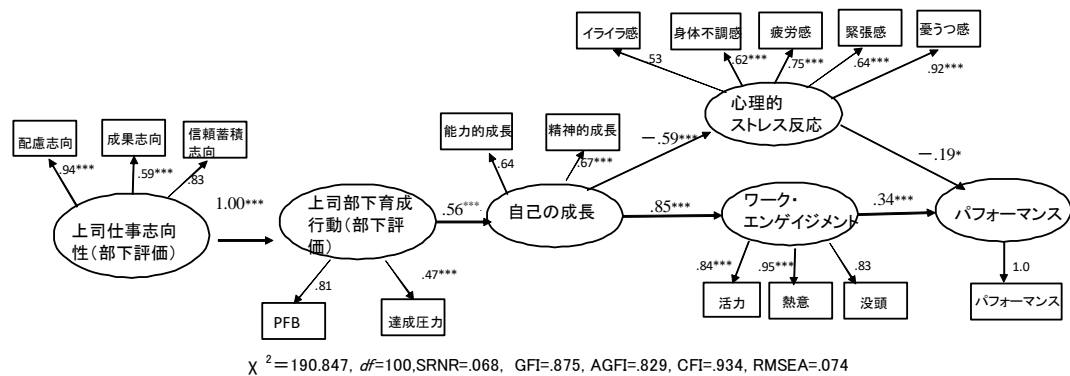 イライラ感
身体不調感
疲労感
緊張感
憂うつ感
.53
.62***
.75***
.64***
.92***
心理的
ストレス反応
配慮志向
成果志向
信頼蓄積
志向
能力的成長
精神的成長
.94***
.59***
.83
.64
.67***
－.59***
－.19*
上司仕事志向
性(部下評価)
1.00***
上司部下育成
行動(部下評
価)
.56***
自己の成長
.85***
ワーク・
エンゲイジメント
.34***
パフォーマンス
.81
.47***
.84***
.95***
.83
1.0
PFB
達成圧力
活力
熱意
没頭
パフォーマンス
χ ²＝190.847, df=100,SRNR=.068, GFI=.875, AGFI=.829, CFI=.934, RMSEA=.074